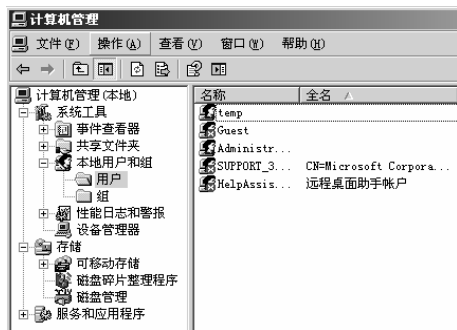 计算机管理
文件(F) 操作(A) 查看(V) 窗口(W) 帮助(H)
计算机管理(本地)
系统工具
事件查看器
共享文件夹
本地用户和组
用户
组
性能日志和警报
设备管理器
存储
可移动存储
磁盘碎片整理程序
磁盘管理
服务和应用程序
名称 全名
temp
Guest
Administr...
SUPPORT_3... CN=Microsoft Corpora...
HelpAssis... 远程桌面助手帐户